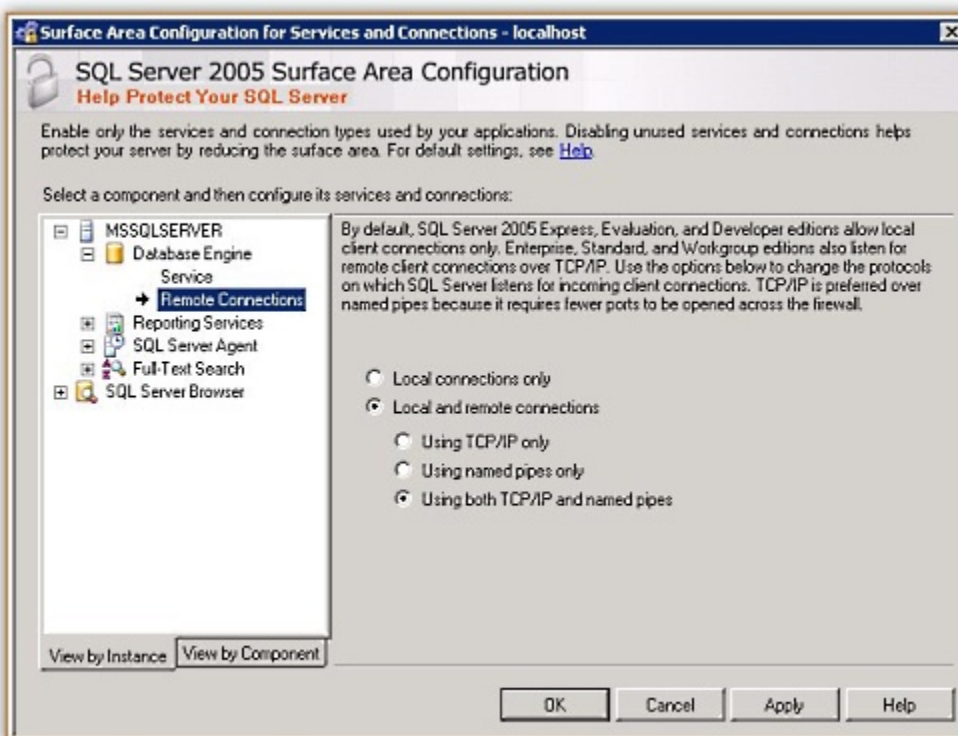 Surface Area Configuration for Services and Connections - localhost
SQL Server 2005 Surface Area Configuration
Help Protect Your SQL Server
Enable only the services and connection types used by your applications. Disabling unused services and connections helps
protect your server by reducing the surface area. For default settings, see Help.
Select a component and then configure its services and connections:
MSSQLSERVER
Database Engine
Service
Remote Connections
Reporting Services
SQL Server Agent
Full-Text Search
SQL Server Browser
View by Instance
View by Component
By default, SQL Server 2005 Express, Evaluation, and Developer editions allow local
client connections only. Enterprise, Standard, and Workgroup editions also listen for
remote client connections over TCP/IP. Use the options below to change the protocols
on which SQL Server listens for incoming client connections. TCP/IP is preferred over
named pipes because it requires fewer ports to be opened across the firewall.
Local connections only
Local and remote connections
Using TCP/IP only
Using named pipes only
Using both TCP/IP and named pipes
OK
Cancel
Apply
Help